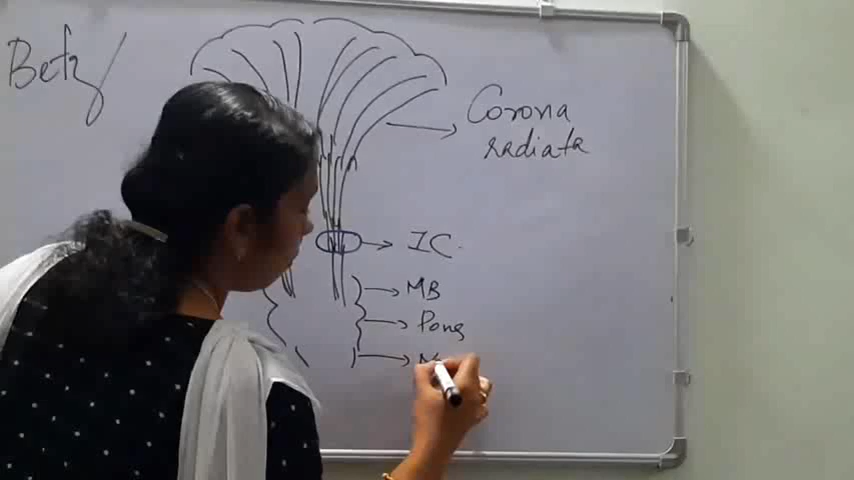 Betz
Corona
radiata
IC
MB
Pons